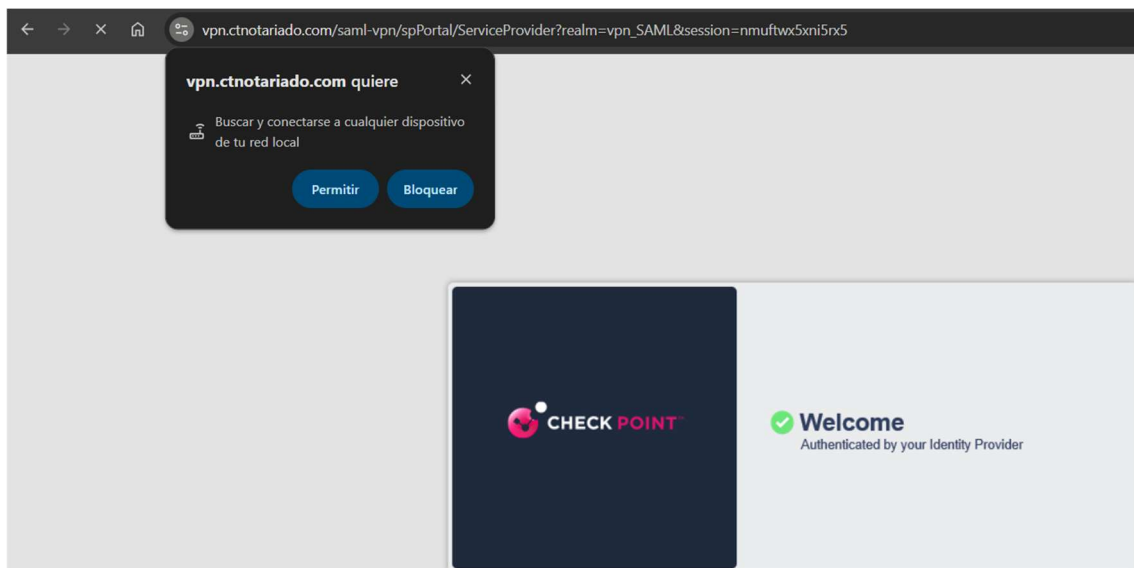 vpn.ctnotariado.com/saml-vpn/spPortal/ServiceProvider?realm=vpn_SAML&session=nmuftwx5xni5rx5
vpn.ctnotariado.com quiere
Buscar y conectarse a cualquier dispositivo
de tu red local
Permitir
Bloquear
CHECK POINT™
Welcome
Authenticated by your Identity Provider